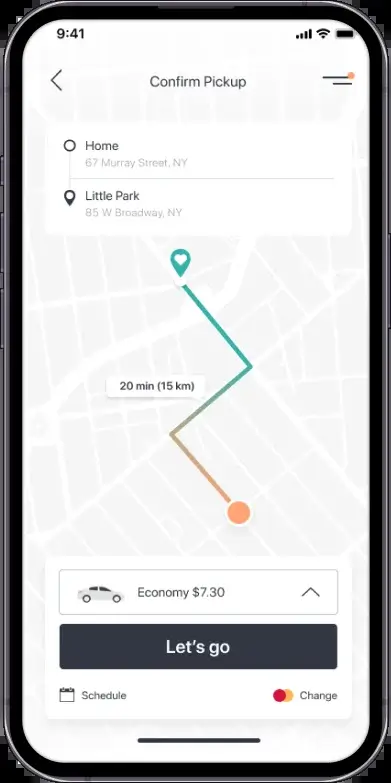 9:41
Confirm Pickup
Home
67 Murray Street, NY
Little Park
85 W Broadway, NY
20 min (15 km)
Economy $7.30
Let's go
Schedule
Change